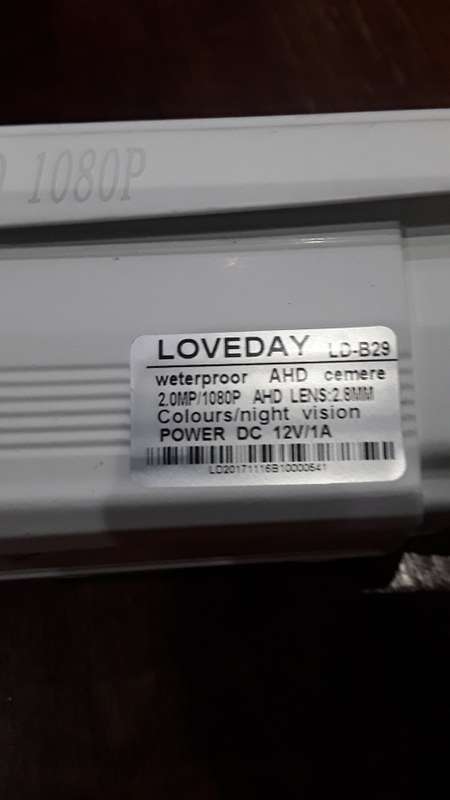 1080P
LOVEDAY LD-B29
weterproor AHD cemere
2.0MP/1080P AHD LENS:2.8MM
Colours/night vision
POWER DC 12V/1A
LD20171116B10000641